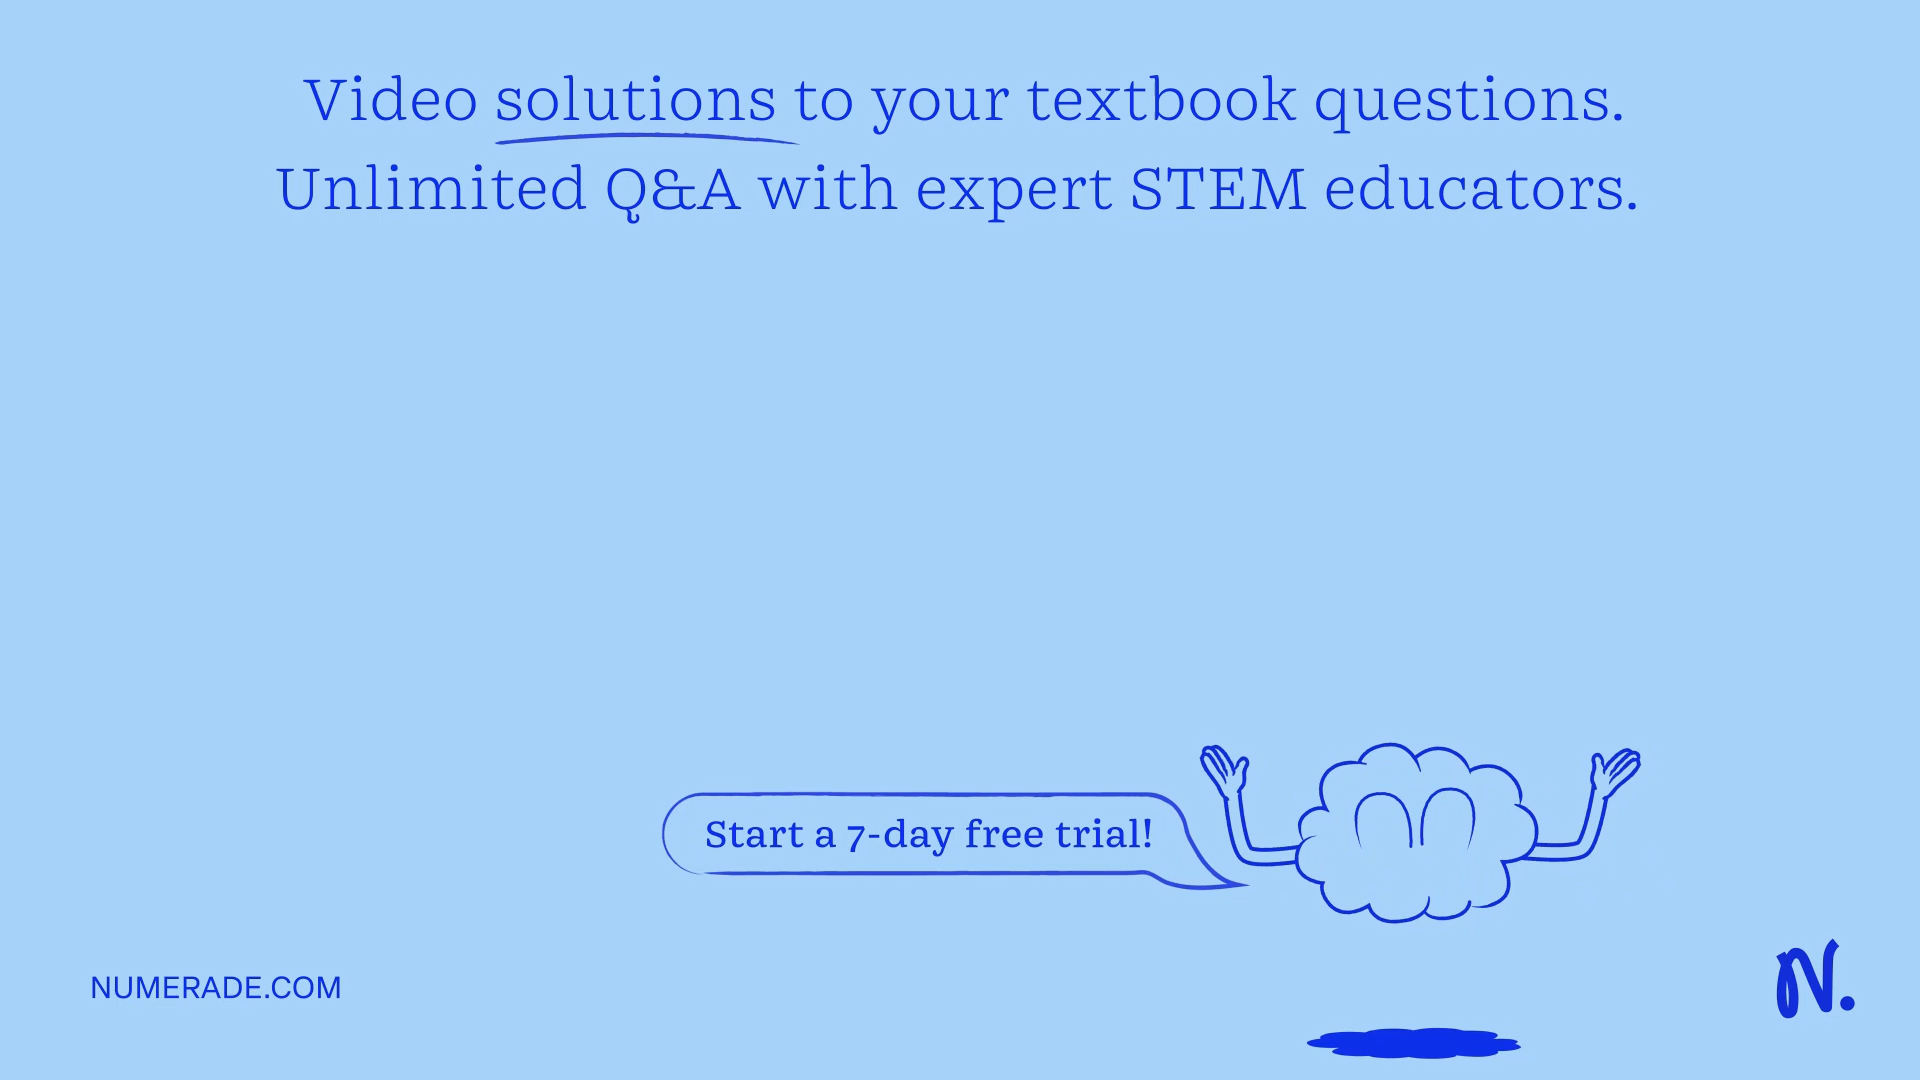 Video solutions to your textbook questions.
Unlimited Q&A with expert STEM educators.
Start a 7-day free trial!
NUMERADE.COM
N.